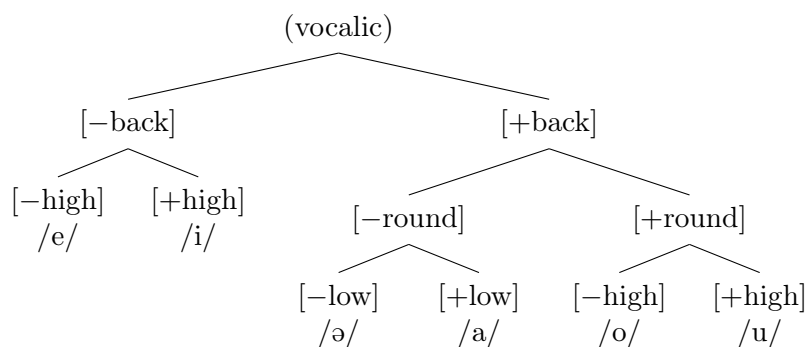 (vocalic)
[−back] [+back]
[−high] [+high] [−round] [+round]
/e/ /i/
[−low] [+low] [−high] [+high]
/ə/ /a/ /o/ /u/